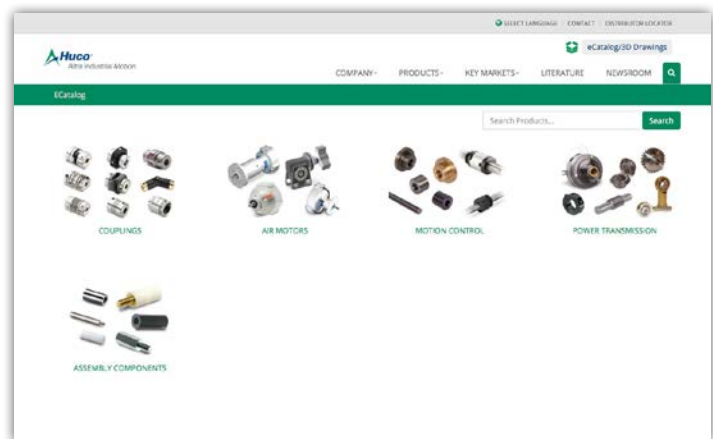 SELECT LANGUAGE | CONTACT | DISTRIBUTOR LOCATOR
eCatalog/3D Drawings
Huco
Altra Industrial Motion
COMPANY PRODUCTS KEY MARKETS LITERATURE NEWSROOM
ECatalog
Search Products... Search
COUPLINGS AIR MOTORS MOTION CONTROL POWER TRANSMISSION
ASSEMBLY COMPONENTS